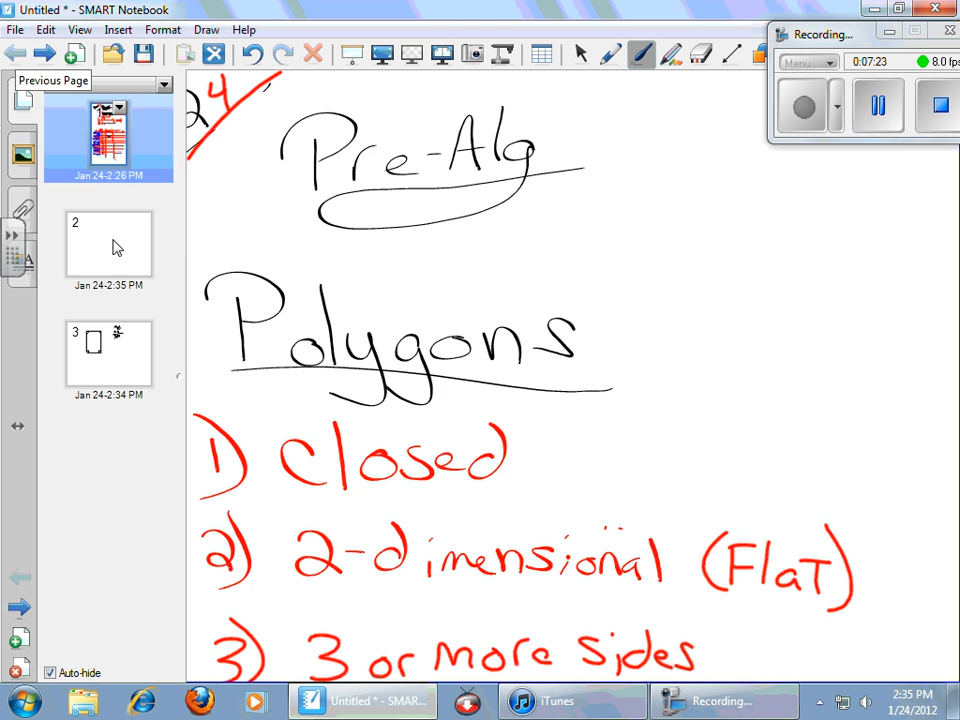 Untitled * - SMART Notebook
File Edit View Insert Format Draw Help
Recording...
Menu 0:07:23 8.0 fps
Previous Page
Jan 24-2:26 PM
2
Jan 24-2:35 PM
3
Jan 24-2:34 PM
24
Pre-Alg
Polygons
1) Closed
2) 2-dimensional (Flat)
3) 3 or more sides
Auto-hide
Untitled * - SMAR... iTunes Recording...
2:35 PM
1/24/2012